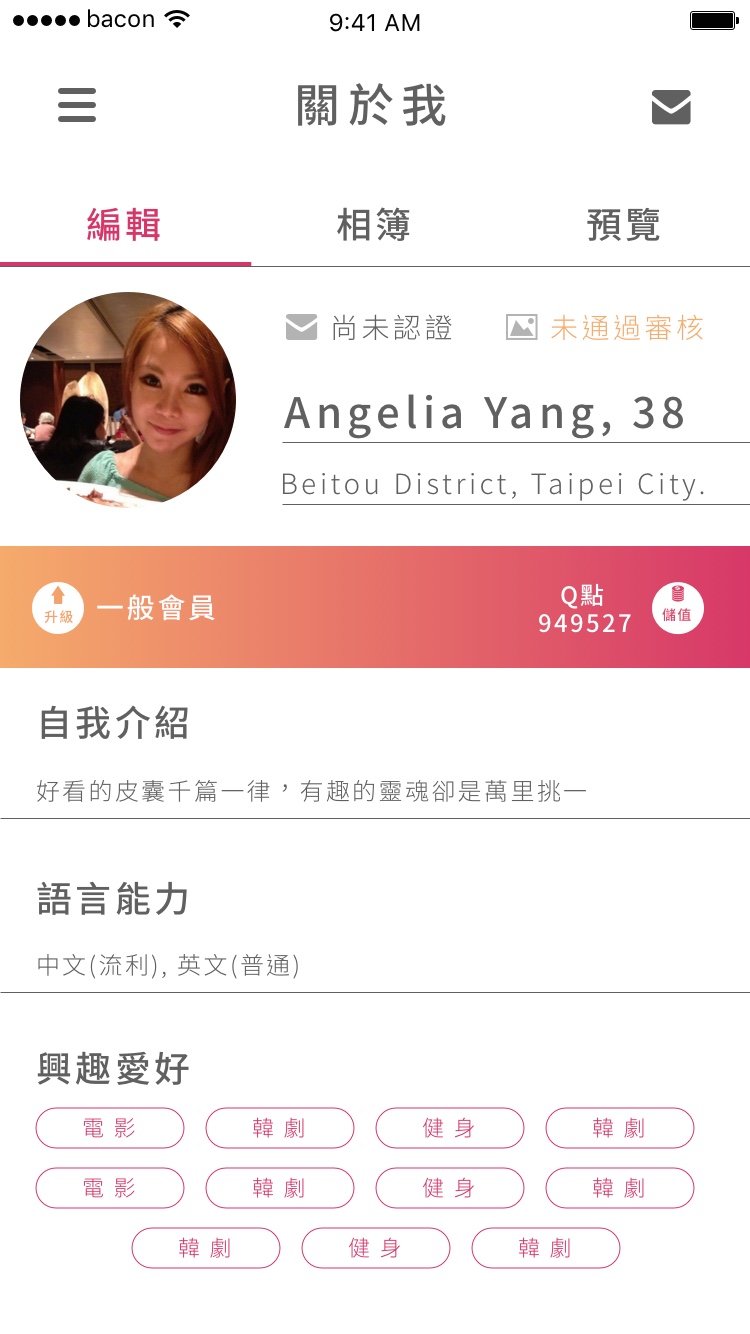 bacon 9:41 AM
關於我
編輯 相簿 預覽
尚未認證 未通過審核
Angelia Yang, 38
Beitou District, Taipei City.
升級 一般會員 Q點
949527 儲值
自我介紹
好看的皮囊千篇一律，有趣的靈魂卻是萬里挑一
語言能力
中文(流利), 英文(普通)
興趣愛好
電影 韓劇 健身 韓劇
電影 韓劇 健身 韓劇
韓劇 健身 韓劇